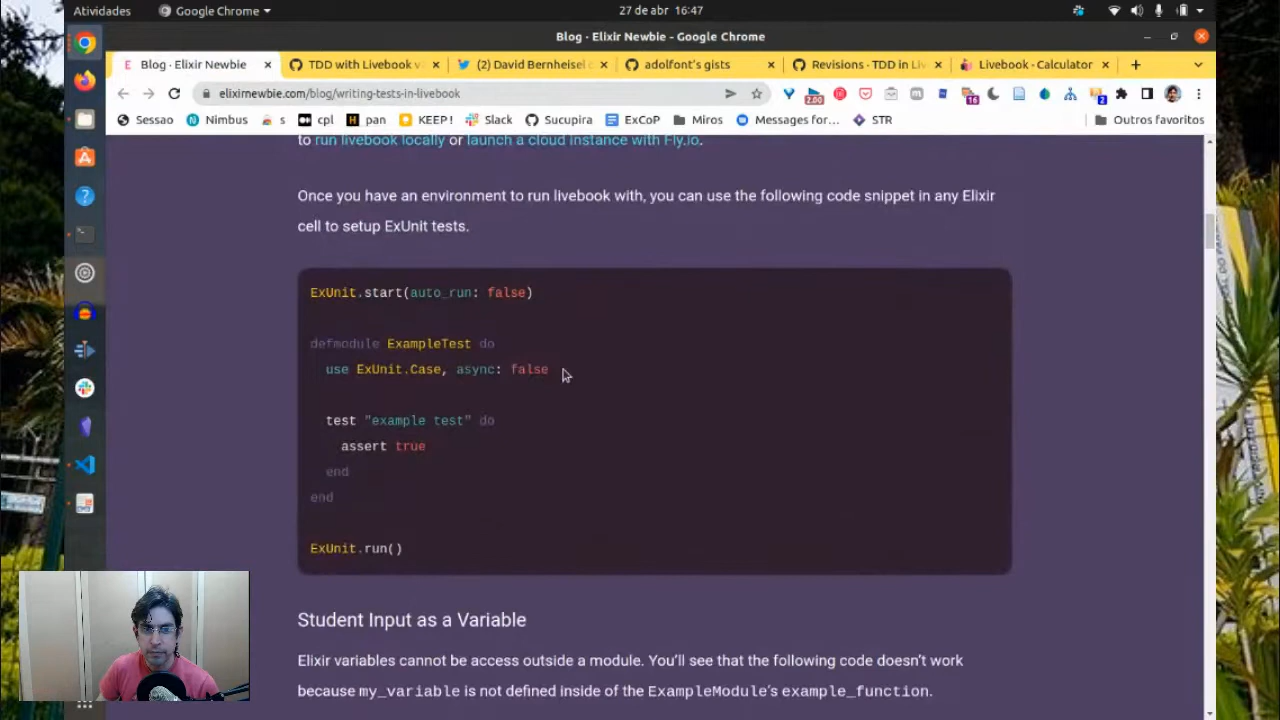 Atividades Google Chrome 27 de abr 16:47
Blog · Elixir Newbie - Google Chrome
Blog · Elixir Newbie TDD with Livebook v (2) David Bernheisel adolfont's gists Revisions · TDD in Li Livebook - Calculator
elixirnewbie.com/blog/writing-tests-in-livebook
2.00 16 2
Sessao Nimbus s cpl pan KEEP! Slack Sucupira ExCoP Miros Messages for... STR Outros favoritos
to run livebook locally or launch a cloud instance with Fly.io.
Once you have an environment to run livebook with, you can use the following code snippet in any Elixir
cell to setup ExUnit tests.
ExUnit.start(auto_run: false)
defmodule ExampleTest do
use ExUnit.Case, async: false
test "example test" do
assert true
end
end
ExUnit.run()
Student Input as a Variable
Elixir variables cannot be access outside a module. You'll see that the following code doesn't work
because my_variable is not defined inside of the ExampleModule's example_function.